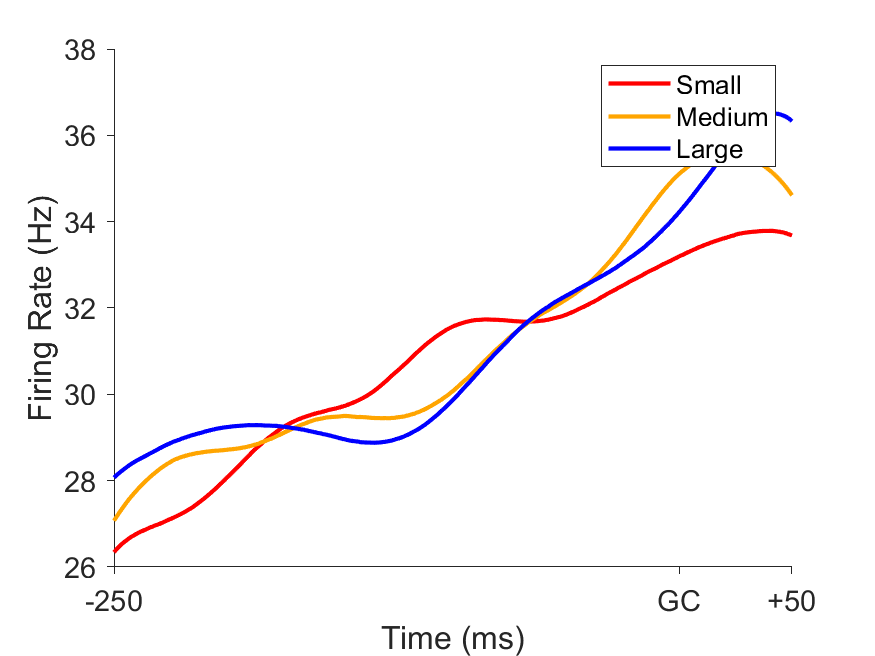 38
36
34
32
30
28
26
Firing Rate (Hz)
Small
Medium
Large
-250
GC
+50
Time (ms)